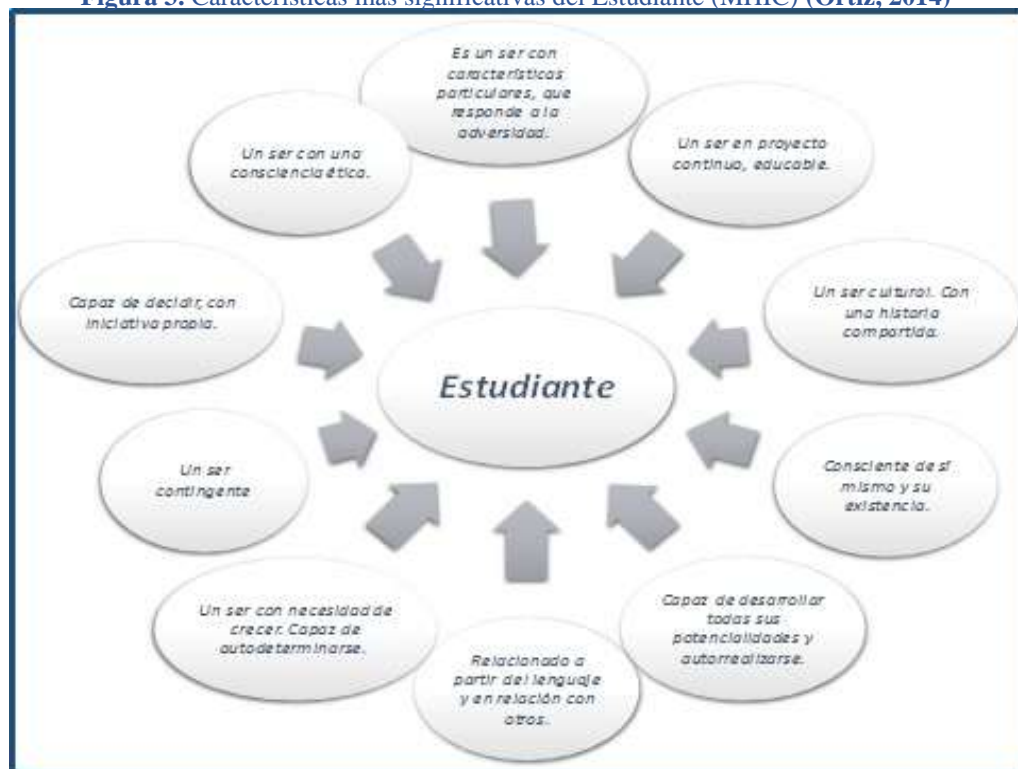 Figura 5. Características más significativas del Estudiante (MHIC) (Ortiz, 2014)
Es un ser con
características
particulares, que
responde a la
adversidad.
Un ser en proyecto
continuo, educable.
Un ser cultural. Con
una historia
compartida.
Consciente de sí
mismo y su
existencia.
Capaz de desarrollar
todas sus
potencialidades y
autorrealizarse.
Relacionado a
partir del lenguaje
y en relación con
otros.
Un ser con necesidad de
crecer. Capaz de
autodeterminarse.
Un ser
contingente
Capaz de decidir, con
iniciativa propia.
Un ser con una
consciencia ética.
Estudiante